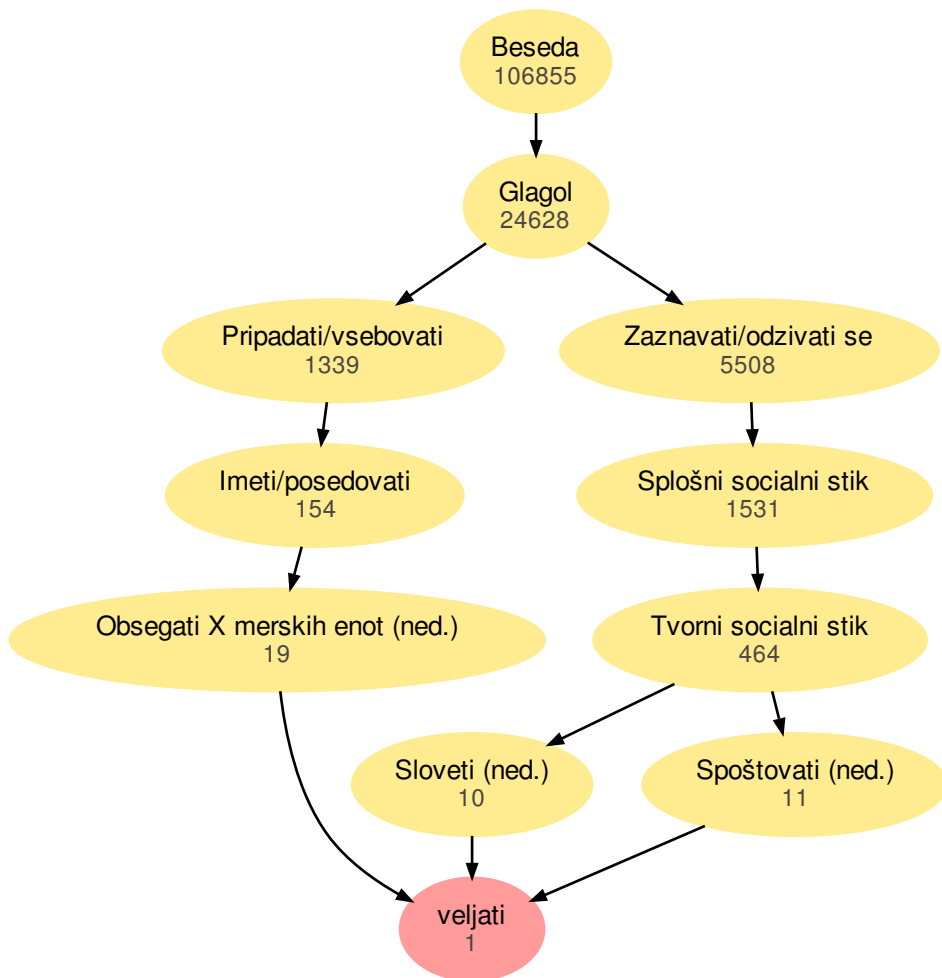 Beseda
106855
Glagol
24628
Pripadati/vsebovati
1339
Zaznavati/odzivati se
5508
Imeti/posedovati
154
Splošni socialni stik
1531
Obsegati X merskih enot (ned.)
19
Tvorni socialni stik
464
Sloveti (ned.)
10
Spoštovati (ned.)
11
veljati
1